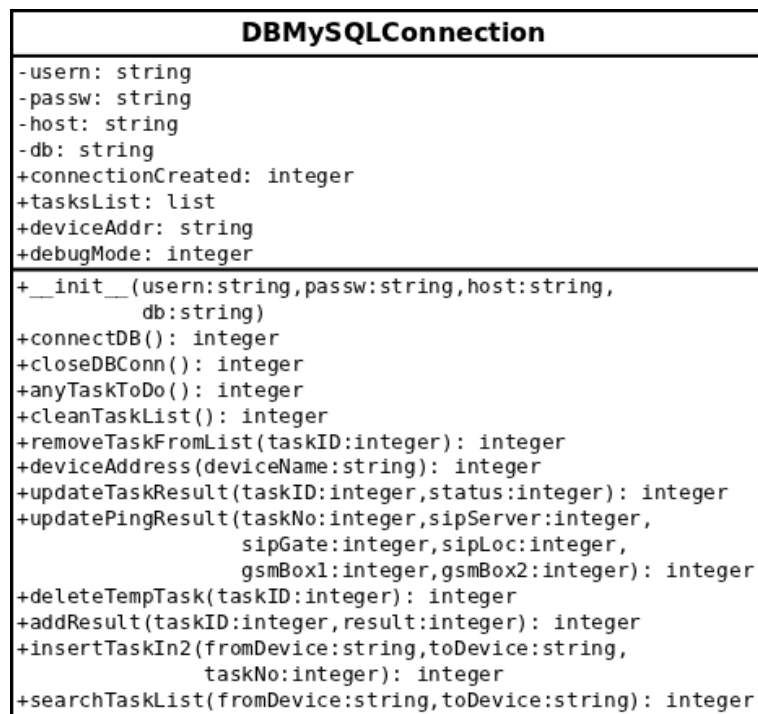 DBMySQLConnection
-usern: string
-passw: string
-host: string
-db: string
+connectionCreated: integer
+tasksList: list
+deviceAddr: string
+debugMode: integer
+__init__(usern:string,passw:string,host:string,
db:string)
+connectDB(): integer
+closeDBConn(): integer
+anyTaskToDo(): integer
+cleanTaskList(): integer
+removeTaskFromList(taskID:integer): integer
+deviceAddress(deviceName:string): integer
+updateTaskResult(taskID:integer,status:integer): integer
+updatePingResult(taskNo:integer,sipServer:integer,
sipGate:integer,sipLoc:integer,
gsmBox1:integer,gsmBox2:integer): integer
+deleteTempTask(taskID:integer): integer
+addResult(taskID:integer,result:integer): integer
+insertTaskIn2(fromDevice:string,toDevice:string,
taskNo:integer): integer
+searchTaskList(fromDevice:string,toDevice:string): integer